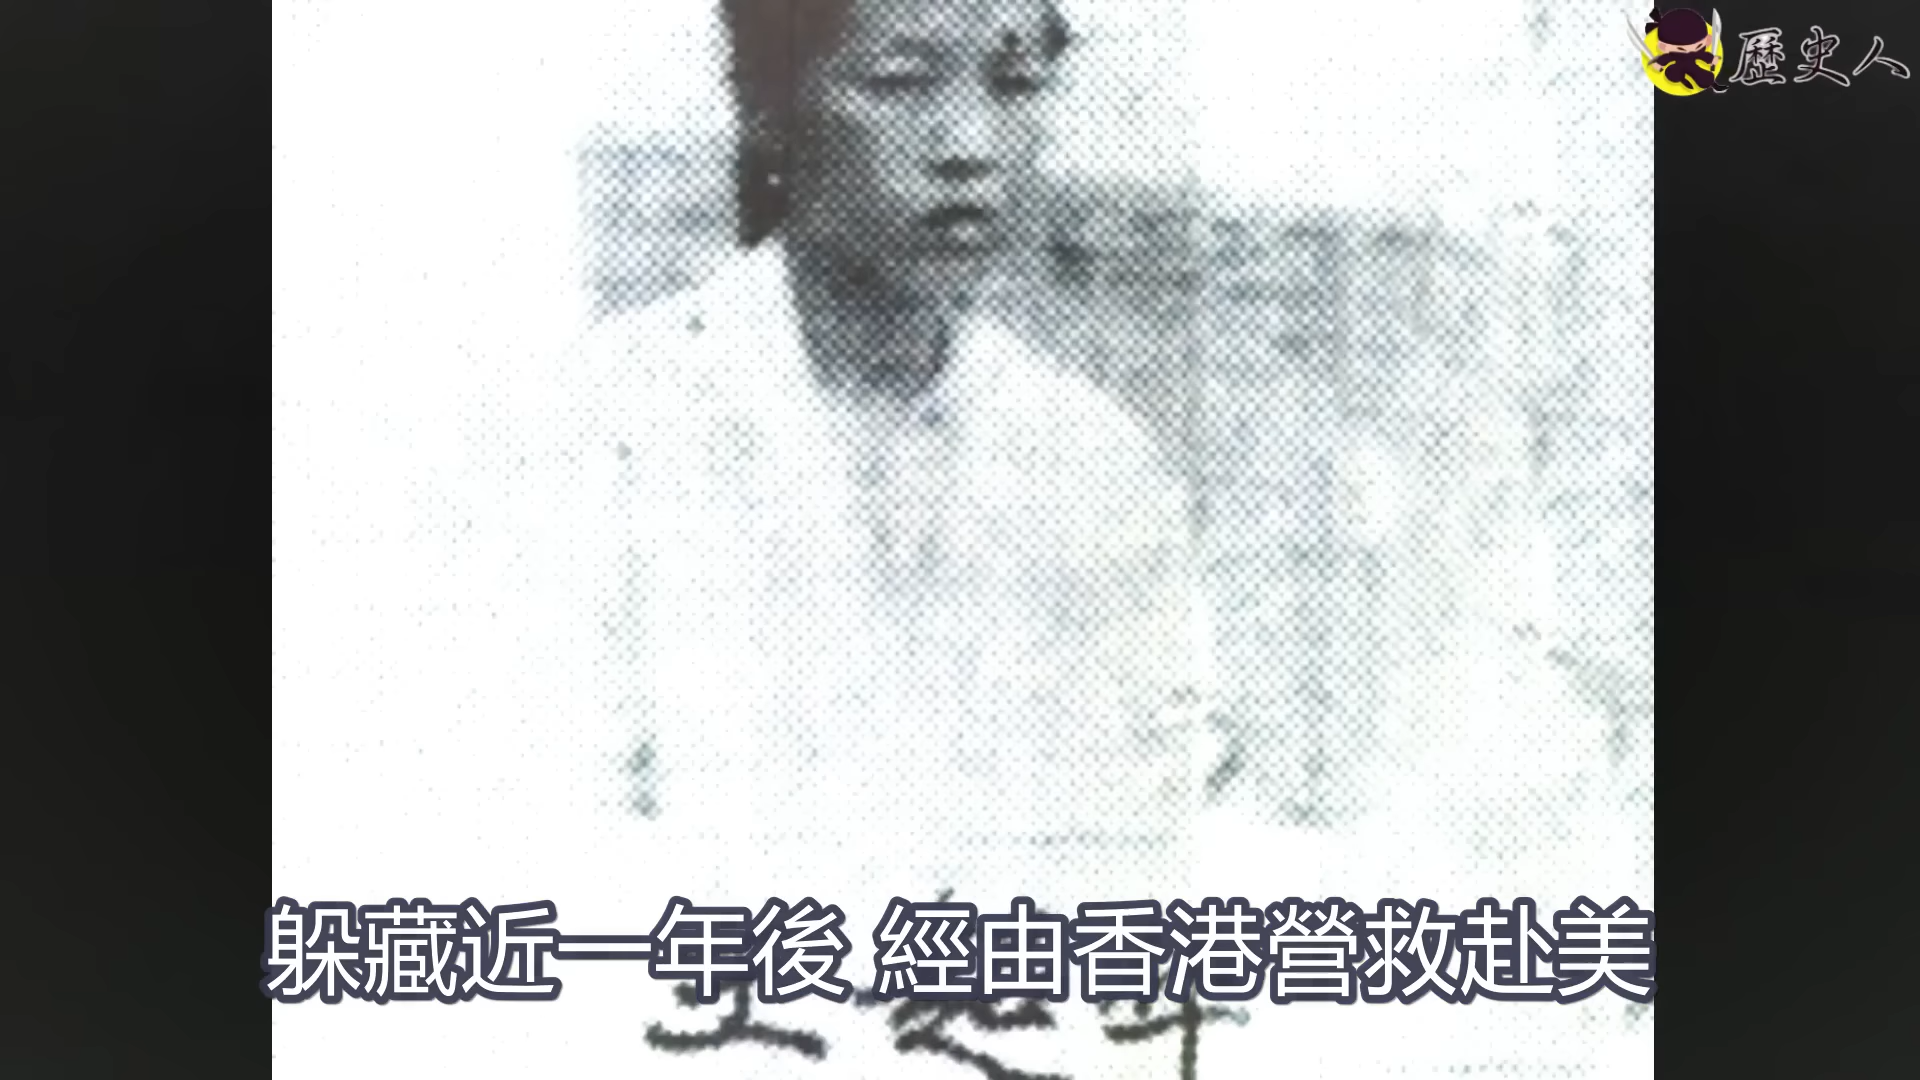 歷史人
躲藏近一年後 經由香港營救赴美